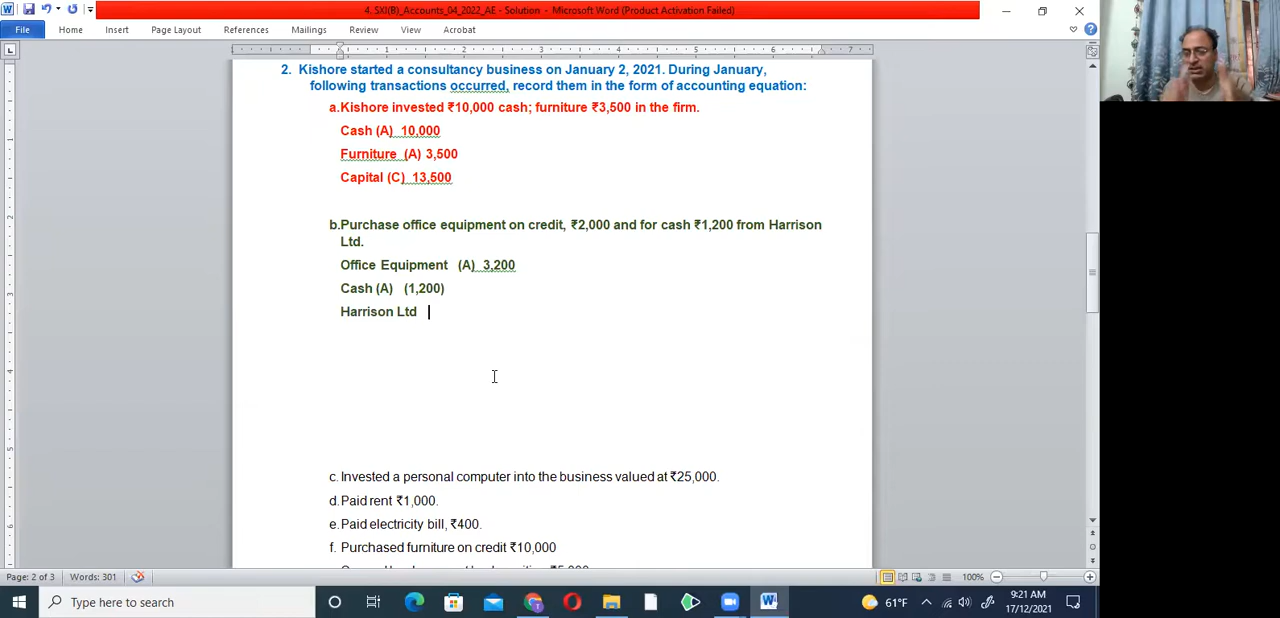 4. SXI(B)_Accounts_04_2022_AE - Solution - Microsoft Word (Product Activation Failed)
File Home Insert Page Layout References Mailings Review View Acrobat
2. Kishore started a consultancy business on January 2, 2021. During January,
following transactions occurred, record them in the form of accounting equation:
a.Kishore invested ₹10,000 cash; furniture ₹3,500 in the firm.
Cash (A) 10,000
Furniture (A) 3,500
Capital (C) 13,500
b.Purchase office equipment on credit, ₹2,000 and for cash ₹1,200 from Harrison
Ltd.
Office Equipment (A) 3,200
Cash (A) (1,200)
Harrison Ltd
c. Invested a personal computer into the business valued at ₹25,000.
d. Paid rent ₹1,000.
e. Paid electricity bill, ₹400.
f. Purchased furniture on credit ₹10,000
Page: 2 of 3 Words: 301 100%
Type here to search
61°F
9:21 AM
17/12/2021